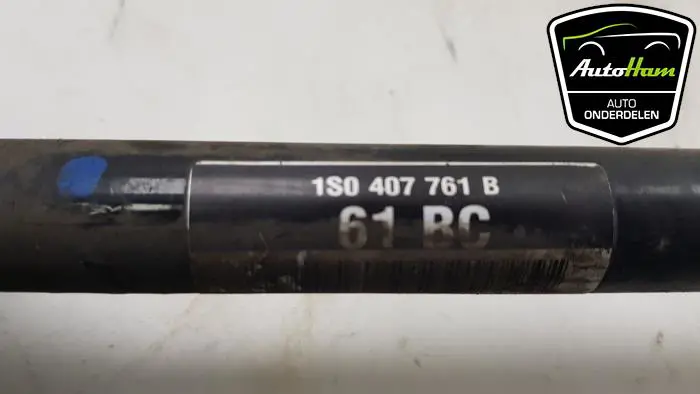 AutoHam
AUTO
ONDERDELEN
1S0 407 761 B
61 BC